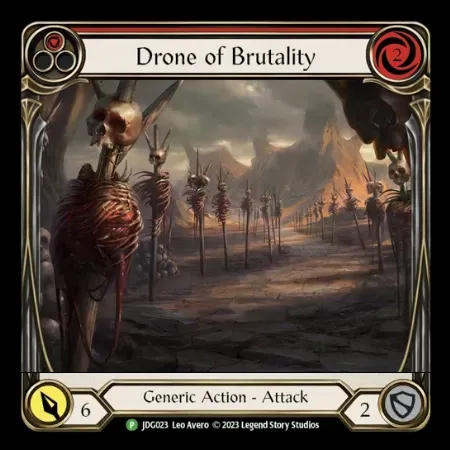 Drone of Brutality
2
Generic Action - Attack
6
2
P JDG023 Leo Avero © 2023 Legend Story Studios